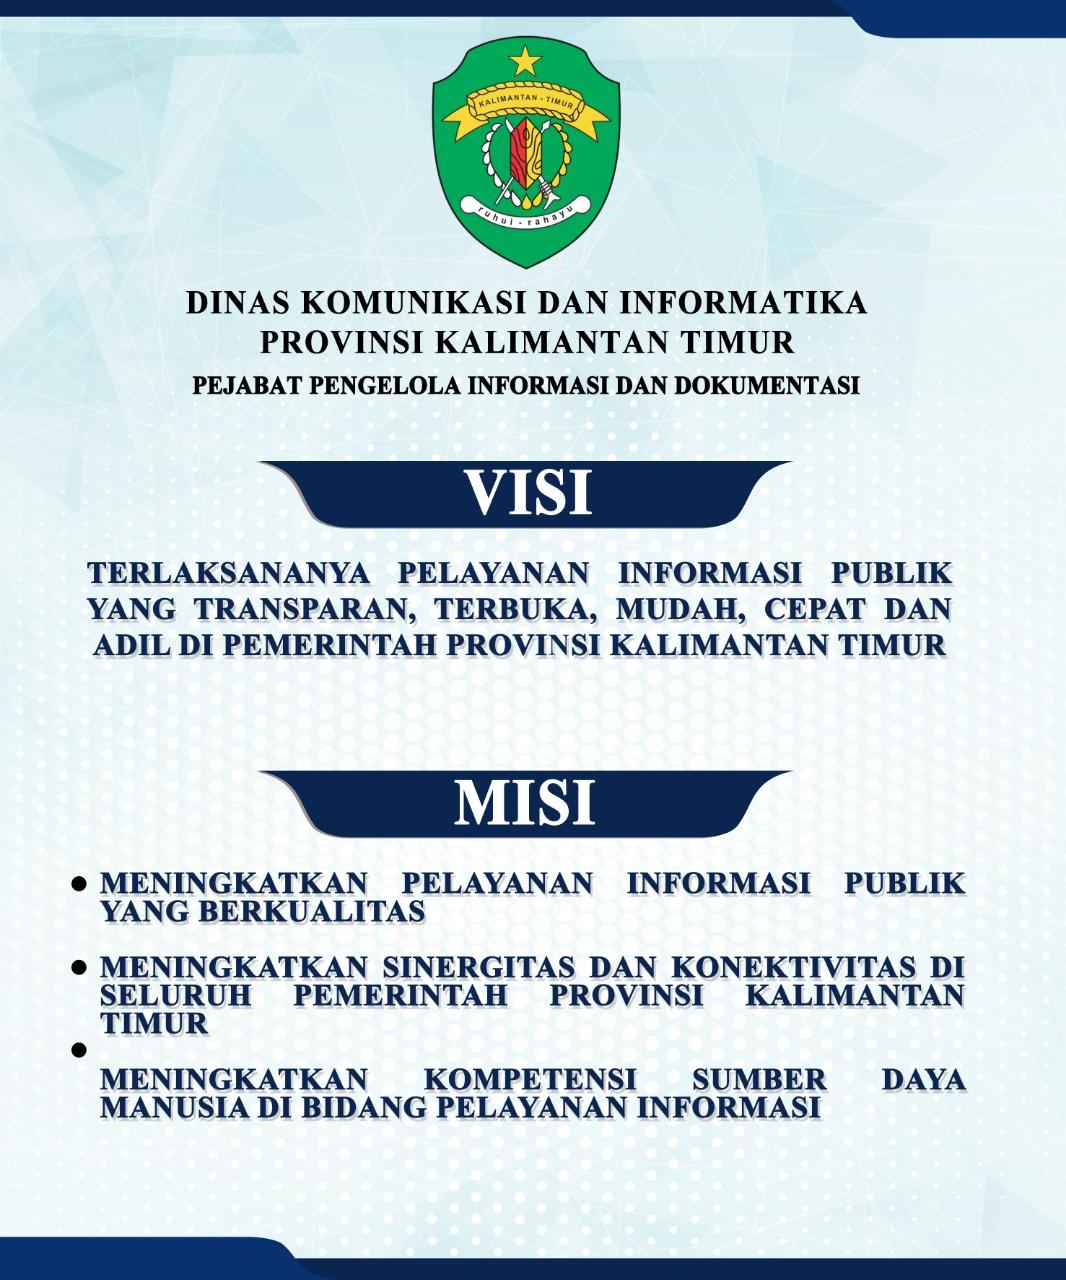 KALIMANTAN - TIMUR
ruhui - rahayu
DINAS KOMUNIKASI DAN INFORMATIKA
PROVINSI KALIMANTAN TIMUR
PEJABAT PENGELOLA INFORMASI DAN DOKUMENTASI
VISI
TERLAKSANANYA PELAYANAN INFORMASI PUBLIK
YANG TRANSPARAN, TERBUKA, MUDAH, CEPAT DAN
ADIL DI PEMERINTAH PROVINSI KALIMANTAN TIMUR
MISI
● MENINGKATKAN PELAYANAN INFORMASI PUBLIK
YANG BERKUALITAS
● MENINGKATKAN SINERGITAS DAN KONEKTIVITAS DI
SELURUH PEMERINTAH PROVINSI KALIMANTAN
TIMUR
● MENINGKATKAN KOMPETENSI SUMBER DAYA
MANUSIA DI BIDANG PELAYANAN INFORMASI